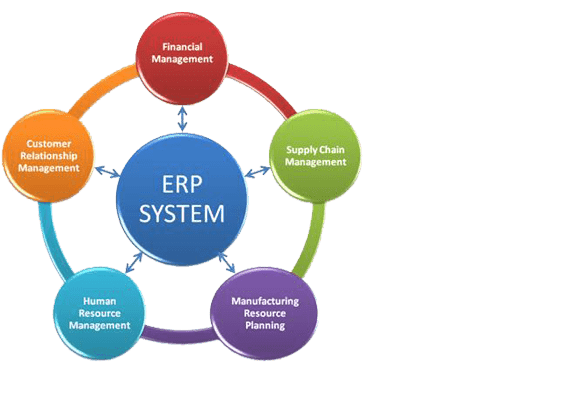 Financial
Management
Customer
Relationship
Management
Supply Chain
Management
ERP
SYSTEM
Human
Resource
Management
Manufacturing
Resource
Planning